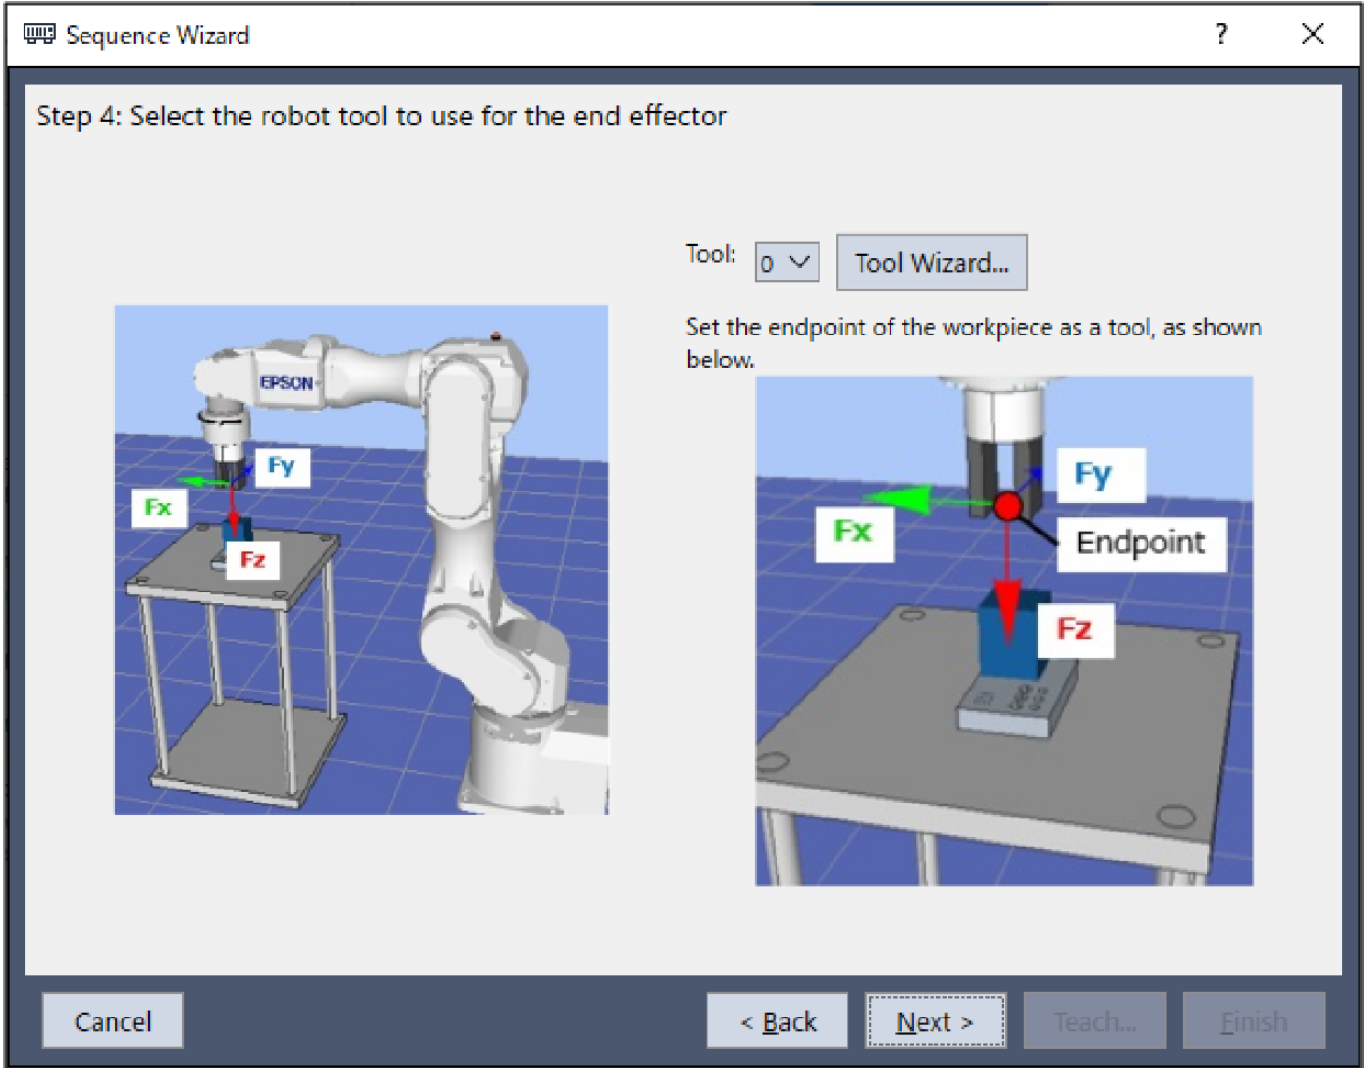 Sequence Wizard
?
Step 4: Select the robot tool to use for the end effector
Tool:
0
Tool Wizard...
Set the endpoint of the workpiece as a tool, as shown
below.
EPSON
Fy
Fx
Fz
Fy
Fx
Endpoint
Fz
Cancel
< Back
Next >
Teach...
Finish